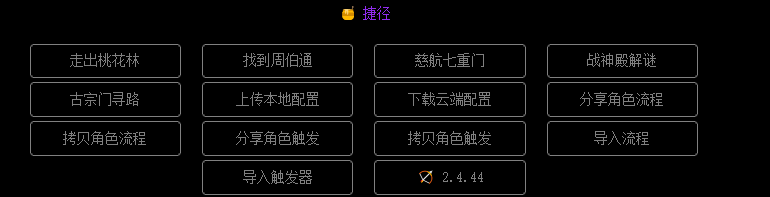 🍯 捷径
走出桃花林 找到周伯通 慈航七重门 战神殿解谜
古宗门寻路 上传本地配置 下载云端配置 分享角色流程
拷贝角色流程 分享角色触发 拷贝角色触发 导入流程
导入触发器 🏹 2.4.44